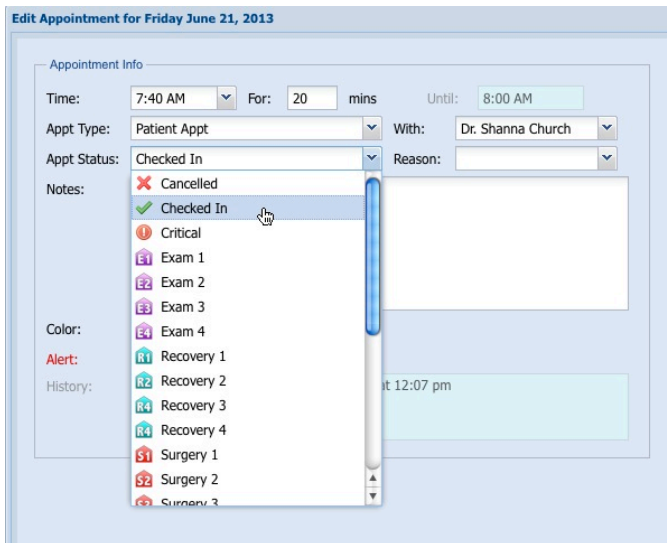 Edit Appointment for Friday June 21, 2013
Appointment Info
Time: 7:40 AM For: 20 mins Until: 8:00 AM
Appt Type: Patient Appt With: Dr. Shanna Church
Appt Status: Checked In Reason:
Notes:
Cancelled
Checked In
Critical
E1 Exam 1
E2 Exam 2
E3 Exam 3
Color:
E4 Exam 4
Alert:
R1 Recovery 1
R2 Recovery 2
History: at 12:07 pm
R4 Recovery 3
R4 Recovery 4
S1 Surgery 1
S2 Surgery 2
Surgery 3